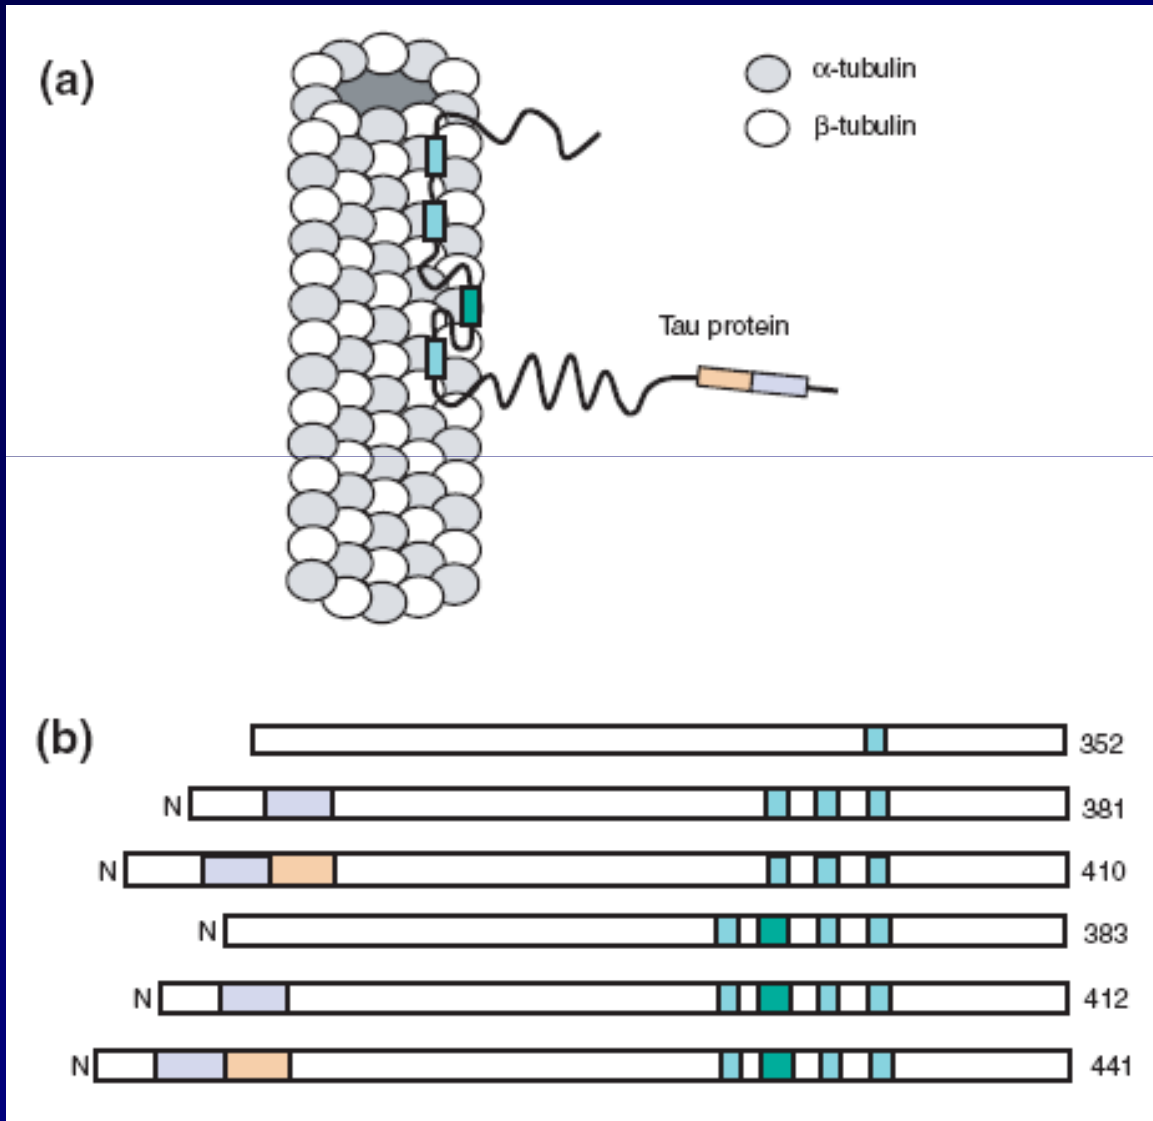 (a)
α-tubulin
β-tubulin
Tau protein
(b)
352
N 381
N 410
N 383
N 412
N 441